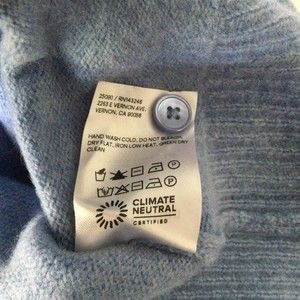 25080 / RN143248
2263 E VERNON AVE.
VERNON, CA 90058
HAND WASH COLD, DO NOT BLEACH,
DRY FLAT, IRON LOW HEAT, GREEN DRY
CLEAN
CLIMATE
NEUTRAL
CERTIFIED